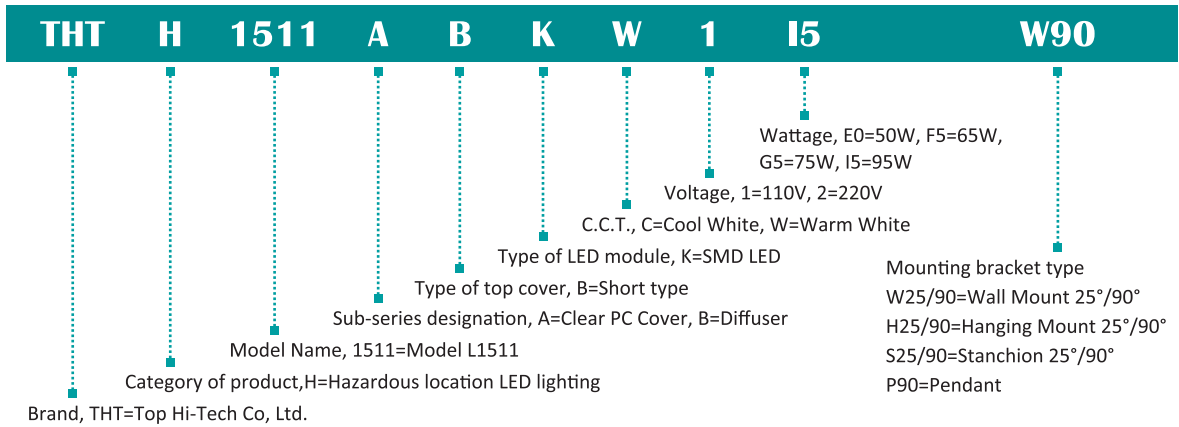 THT H 1511 A B K W 1 I5 W90
Wattage, E0=50W, F5=65W,
G5=75W, I5=95W
Voltage, 1=110V, 2=220V
C.C.T., C=Cool White, W=Warm White
Type of LED module, K=SMD LED
Type of top cover, B=Short type
Sub-series designation, A=Clear PC Cover, B=Diffuser
Model Name, 1511=Model L1511
Category of product,H=Hazardous location LED lighting
Brand, THT=Top Hi-Tech Co, Ltd.
Mounting bracket type
W25/90=Wall Mount 25°/90°
H25/90=Hanging Mount 25°/90°
S25/90=Stanchion 25°/90°
P90=Pendant